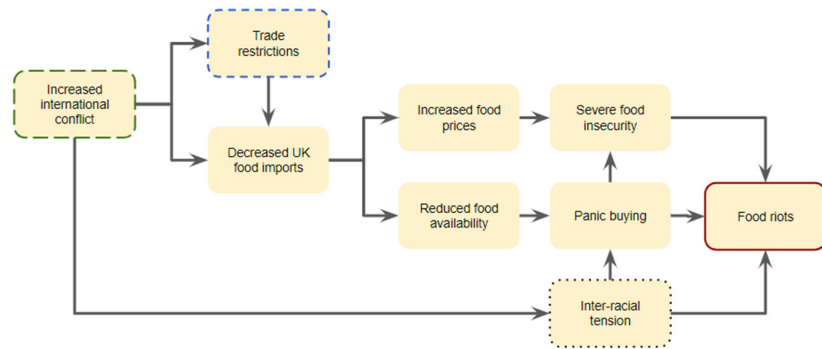 Trade
restrictions
Increased
international
conflict
Decreased UK
food imports
Increased food
prices
Severe food
insecurity
Reduced food
availability
Panic buying
Food riots
Inter-racial
tension